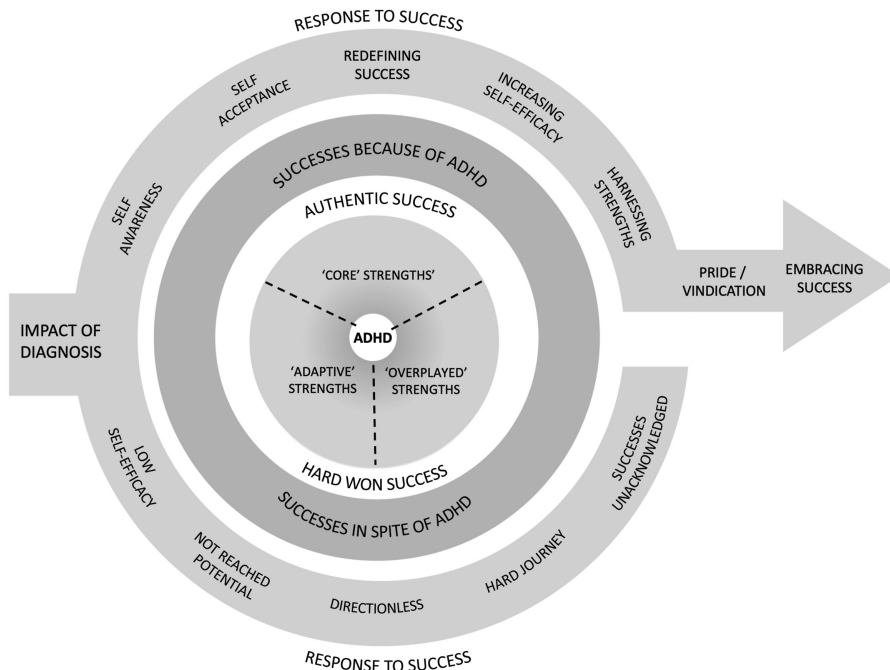 RESPONSE TO SUCCESS
REDEFINING
SUCCESS
SELF
ACCEPTANCE
INCREASING
SELF-EFFICACY
SELF
AWARENESS
HARNESSING
STRENGTHS
SUCCESSES BECAUSE OF ADHD
AUTHENTIC SUCCESS
'CORE' STRENGTHS'
ADHD
'ADAPTIVE'
STRENGTHS
'OVERPLAYED'
STRENGTHS
HARD WON SUCCESS
SUCCESSES IN SPITE OF ADHD
IMPACT OF
DIAGNOSIS
PRIDE /
VINDICATION
EMBRACING
SUCCESS
LOW
SELF-EFFICACY
NOT REACHED
POTENTIAL
DIRECTIONLESS
HARD JOURNEY
SUCCESSES
UNACKNOWLEDGED
RESPONSE TO SUCCESS